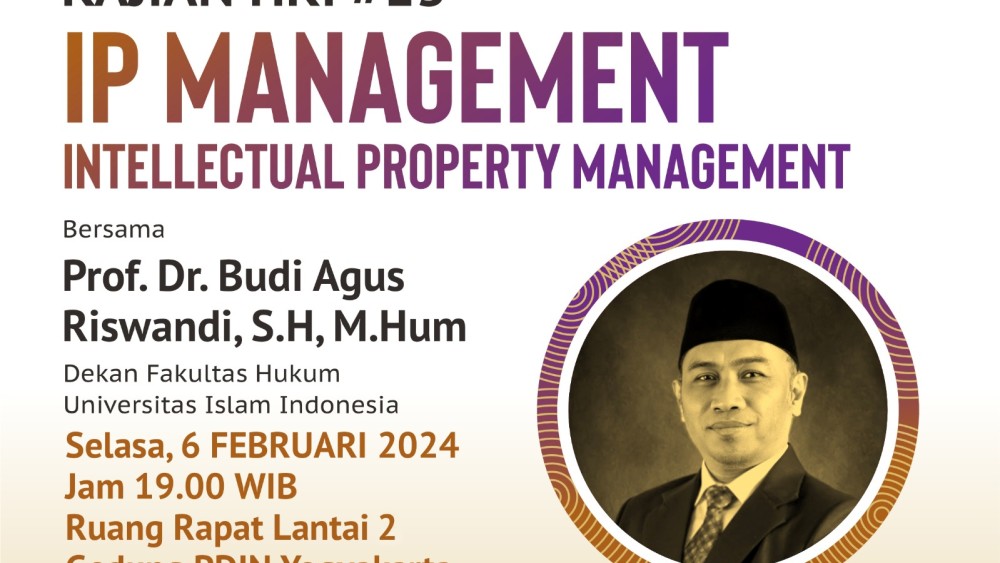 IP MANAGEMENT
INTELLECTUAL PROPERTY MANAGEMENT
Bersama
Prof. Dr. Budi Agus
Riswandi, S.H, M.Hum
Dekan Fakultas Hukum
Universitas Islam Indonesia
Selasa, 6 FEBRUARI 2024
Jam 19.00 WIB
Ruang Rapat Lantai 2